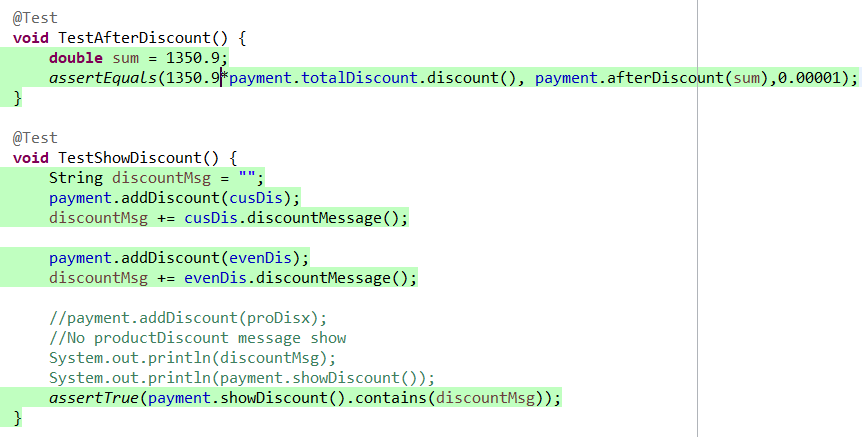 @Test
void TestAfterDiscount() {
    double sum = 1350.9;
    assertEquals(1350.9*payment.totalDiscount.discount(), payment.afterDiscount(sum),0.00001);
}

@Test
void TestShowDiscount() {
    String discountMsg = "";
    payment.addDiscount(cusDis);
    discountMsg += cusDis.discountMessage();

    payment.addDiscount(evenDis);
    discountMsg += evenDis.discountMessage();

    //payment.addDiscount(proDisx);
    //No productDiscount message show
    System.out.println(discountMsg);
    System.out.println(payment.showDiscount());
    assertTrue(payment.showDiscount().contains(discountMsg));
}